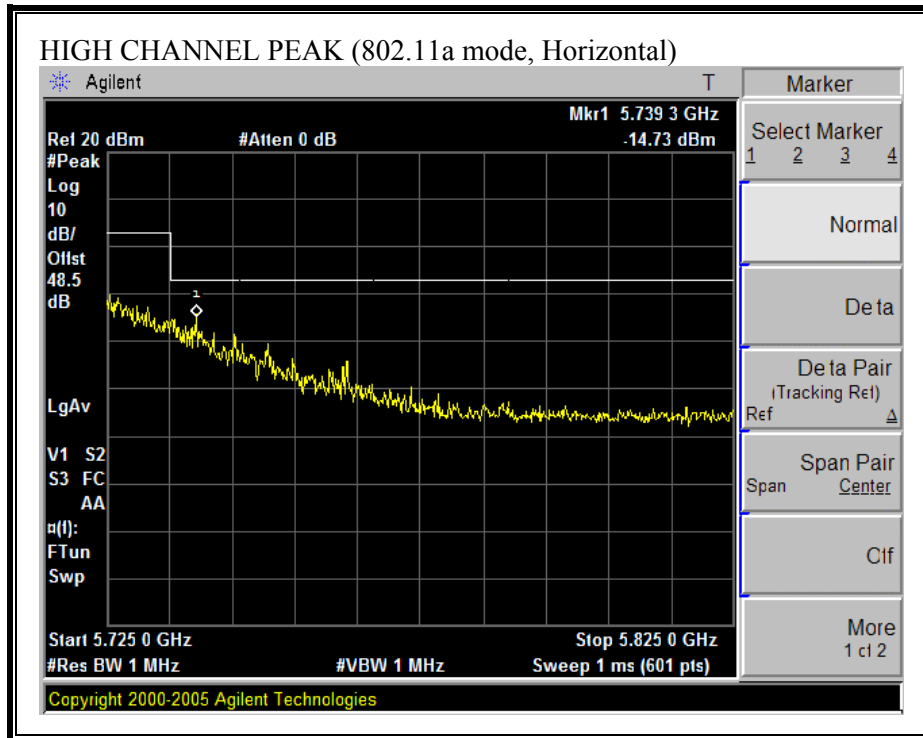 HIGH CHANNEL PEAK (802.11a mode, Horizontal)
Agilent T
Mkr1 5.739 3 GHz
Ref 20 dBm #Atten 0 dB -14.73 dBm
#Peak
Log
10
dB/
Offst
48.5
dB
1
LgAv
V1 S2
S3 FC
AA
¤(f):
FTun
Swp
Start 5.725 0 GHz Stop 5.825 0 GHz
#Res BW 1 MHz #VBW 1 MHz Sweep 1 ms (601 pts)
Copyright 2000-2005 Agilent Technologies
Marker
Select Marker
1 2 3 4
Normal
Delta
Delta Pair
(Tracking Ref)
Ref Δ
Span Pair
Span Center
Off
More
1 of 2